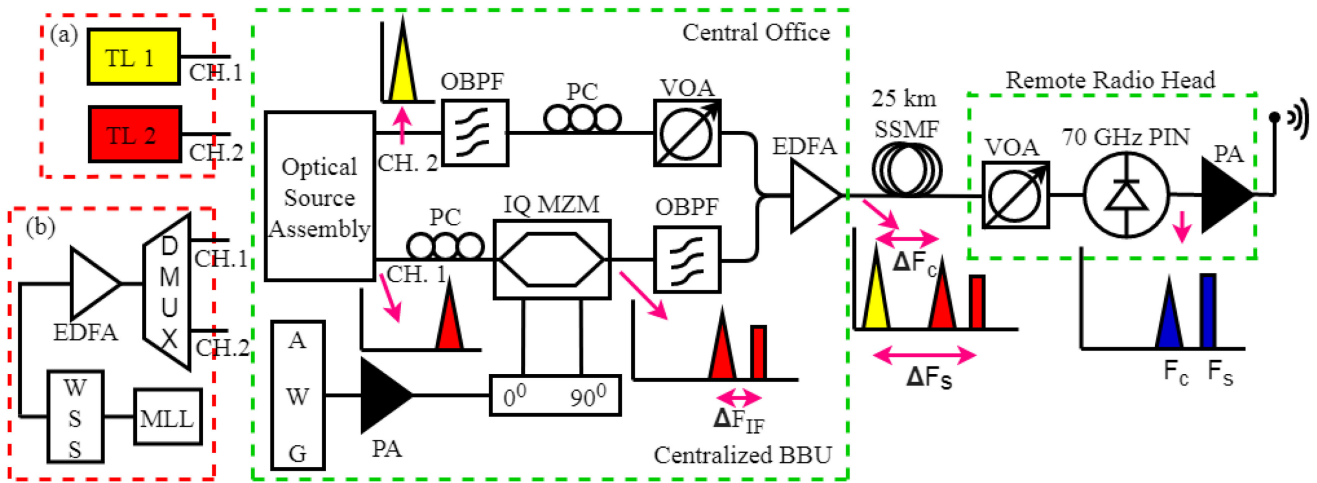 (a)
TL 1
CH.1
TL 2
CH.2
(b)
D
M
U
X
CH.1
CH.2
EDFA
W
S
S
MLL
Central Office
OBPF
PC
VOA
Optical
Source
Assembly
CH. 2
EDFA
PC
IQ MZM
OBPF
CH. 1
A
W
G
PA
0⁰ 90⁰
ΔF_IF
Centralized BBU
25 km
SSMF
ΔF_c
ΔF_s
Remote Radio Head
VOA
70 GHz PIN
PA
F_c F_s